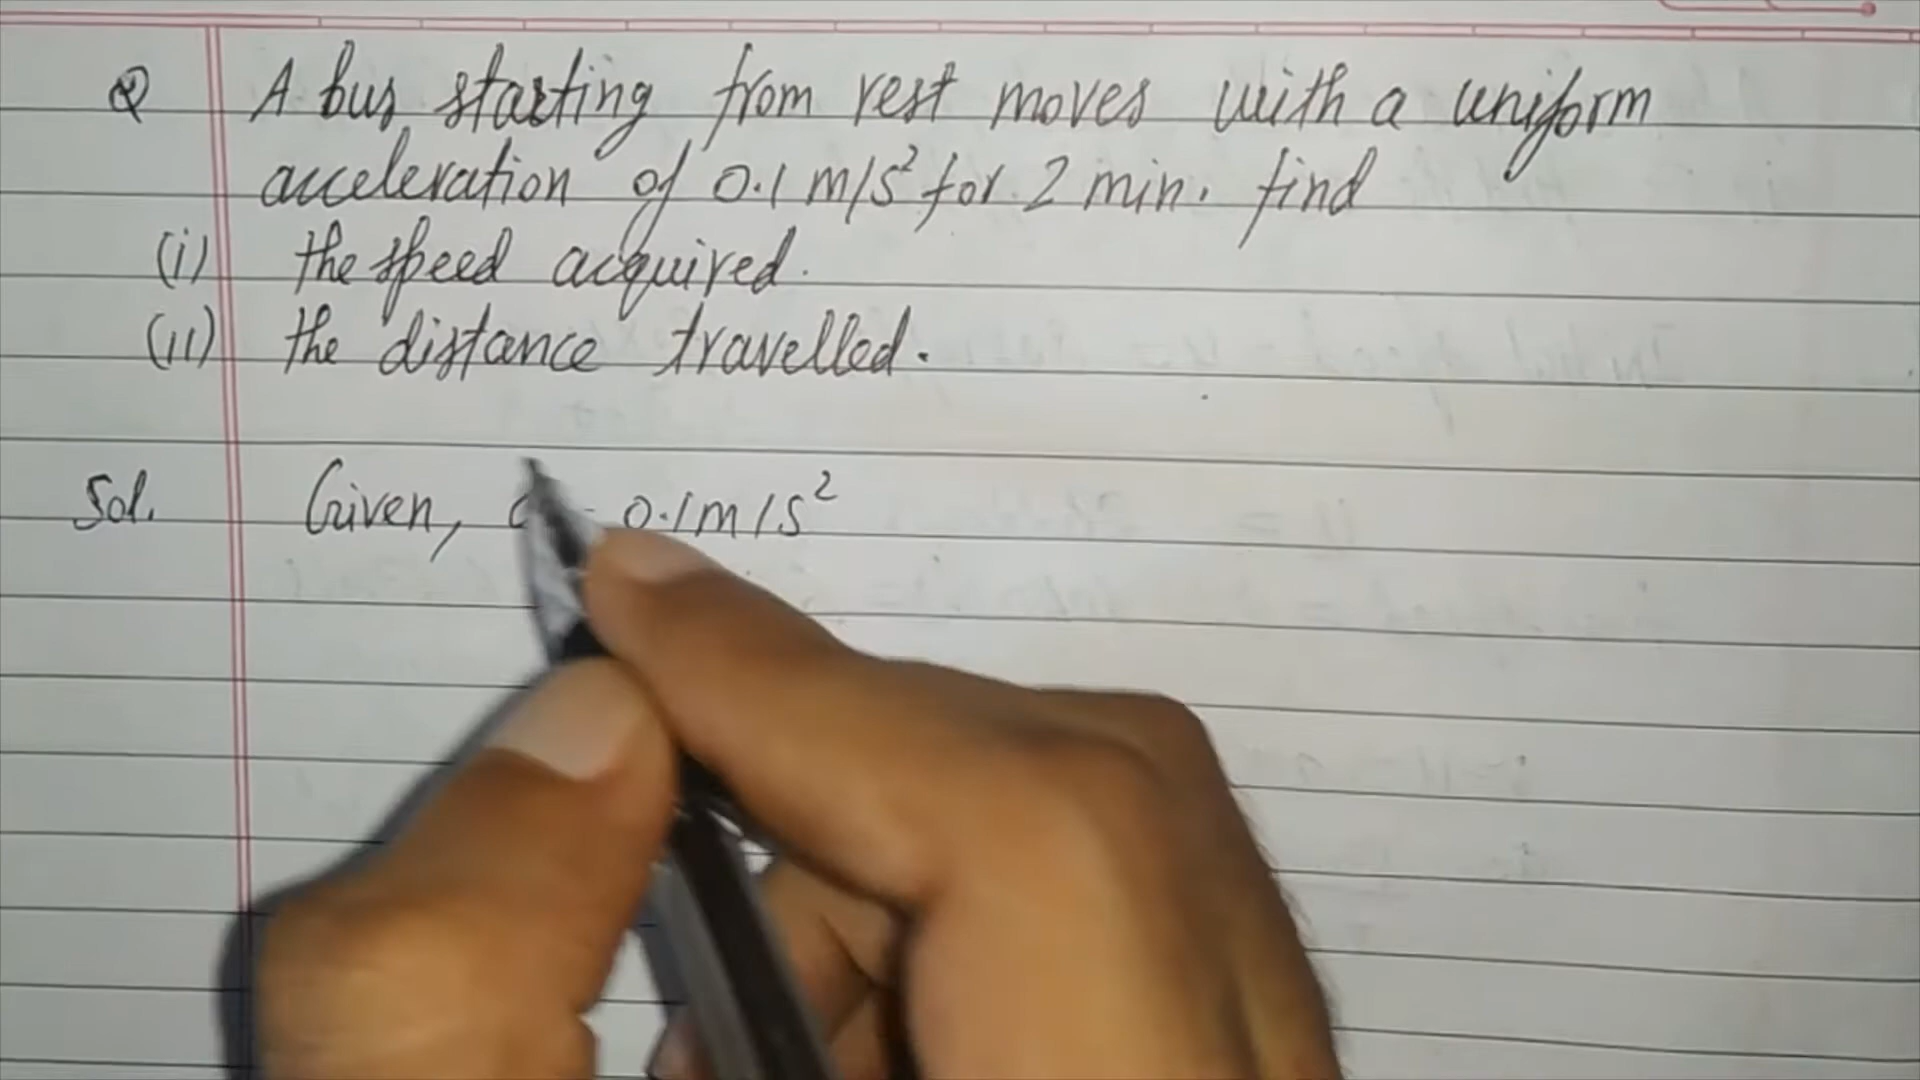 Q A bus starting from rest moves with a uniform
acceleration of 0.1 m/s² for 2 min. find
(i) the speed acquired.
(ii) the distance travelled.
Sol. Given, 0.1m/s²